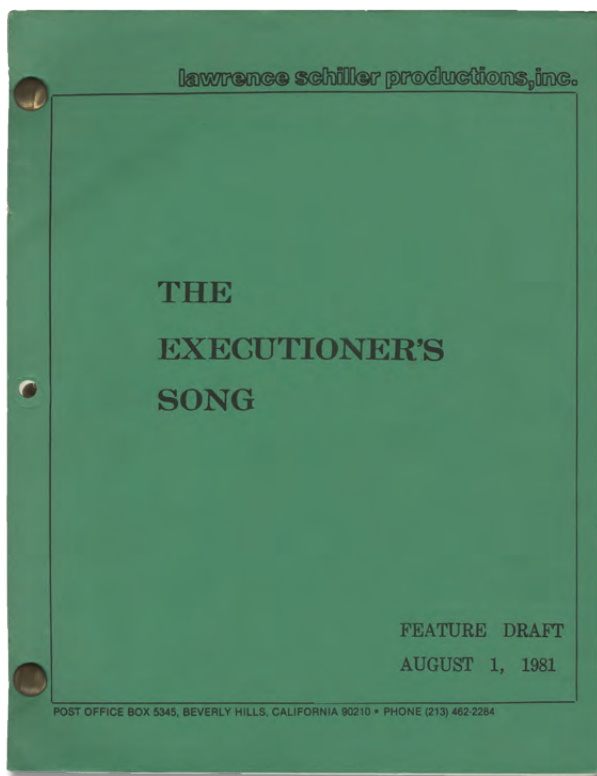 lawrence schiller productions, inc.
THE
EXECUTIONER'S
SONG
FEATURE DRAFT
AUGUST 1, 1981
POST OFFICE BOX 5345, BEVERLY HILLS, CALIFORNIA 90210 • PHONE (213) 462-2284